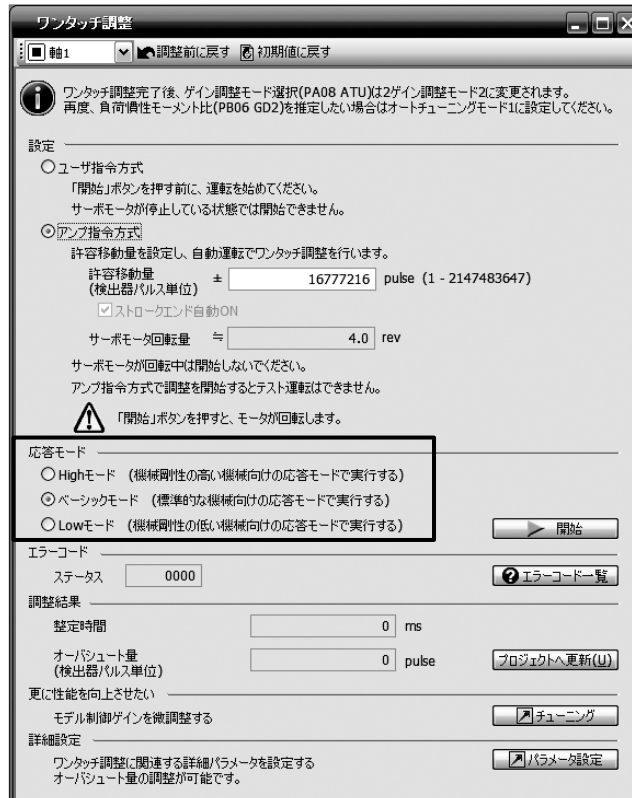 ワンタッチ調整
軸1 調整前に戻す 初期値に戻す
ワンタッチ調整完了後、ゲイン調整モード選択(PA08 ATU)は2ゲイン調整モード2に変更されます。
再度、負荷慣性モーメント比(PB06 GD2)を推定したい場合はオートチューニングモード1に設定してください。
設定
ユーザ指令方式
「開始」ボタンを押す前に、運転を始めてください。
サーボモータが停止している状態では開始できません。
アンプ指令方式
許容移動量を設定し、自動運転でワンタッチ調整を行います。
許容移動量
(検出器パルス単位) ± 16777216 pulse (1 - 2147483647)
ストロークエンド自動ON
サーボモータ回転量 ≒ 4.0 rev
サーボモータが回転中は開始しないでください。
アンプ指令方式で調整を開始するとテスト運転はできません。
「開始」ボタンを押すと、モータが回転します。
応答モード
Highモード (機械剛性の高い機械向けの応答モードで実行する)
ベーシックモード (標準的な機械向けの応答モードで実行する)
Lowモード (機械剛性の低い機械向けの応答モードで実行する)
開始
エラーコード
ステータス 0000 エラーコード一覧
調整結果
整定時間 0 ms
オーバシュート量
(検出器パルス単位) 0 pulse プロジェクトへ更新(U)
更に性能を向上させたい
モデル制御ゲインを微調整する チューニング
詳細設定
ワンタッチ調整に関連する詳細パラメータを設定する パラメータ設定
オーバシュート量の調整が可能です。